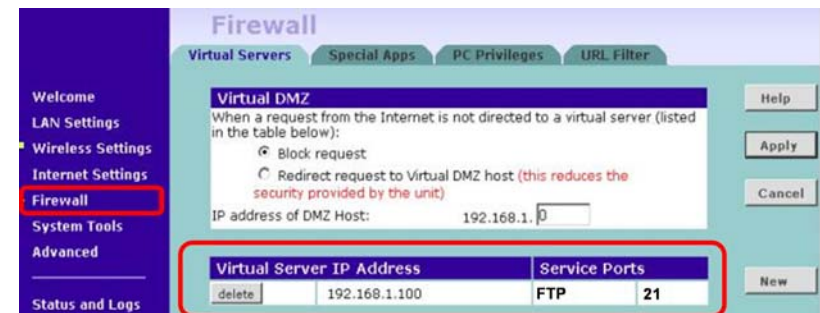 Firewall
Virtual Servers Special Apps PC Privileges URL Filter
Welcome
LAN Settings
Wireless Settings
Internet Settings
Firewall
System Tools
Advanced
Status and Logs
Virtual DMZ
When a request from the Internet is not directed to a virtual server (listed
in the table below):
Block request
Redirect request to Virtual DMZ host (this reduces the
security provided by the unit)
IP address of DMZ Host: 192.168.1. 0
Virtual Server IP Address Service Ports
delete 192.168.1.100 FTP 21
Help
Apply
Cancel
New